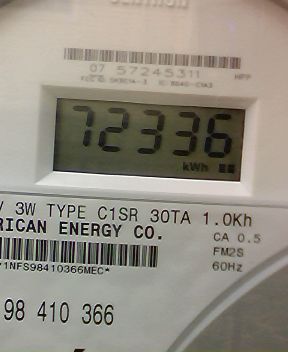 07 57245311
72336
kWh
V 3W TYPE C1SR 30TA 1.0Kh
RICAN ENERGY CO.
CA 0.5
FM2S
60Hz
*1NFS98410366MEC*
98 410 366